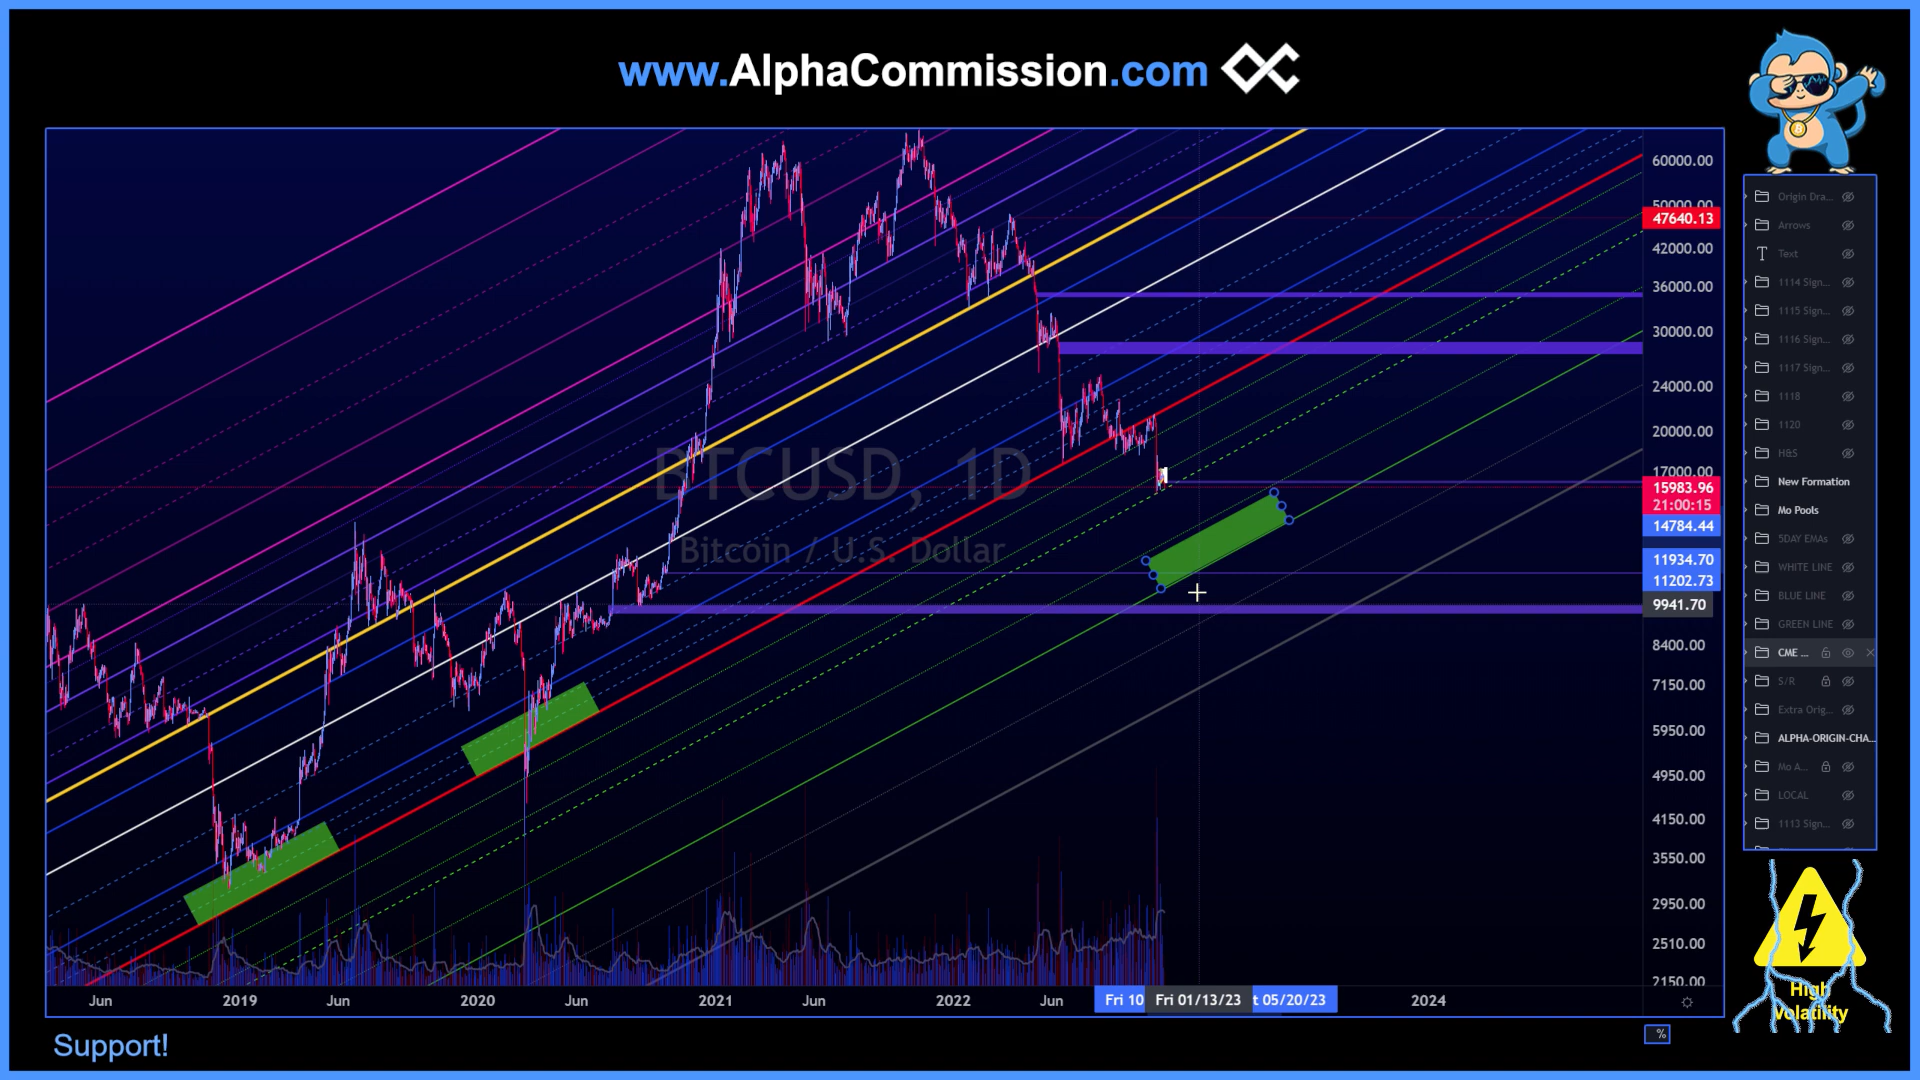 www.AlphaCommission.com
60000.00
50000.00
47640.13
42000.00
36000.00
30000.00
24000.00
20000.00
17000.00
15983.96
21:00:15
14784.44
11934.70
11202.73
9941.70
8400.00
7150.00
5950.00
4950.00
4150.00
3550.00
2950.00
2510.00
2150.00
BTCUSD, 1D
Bitcoin / U.S. Dollar
Jun 2019 Jun 2020 Jun 2021 Jun 2022 Jun Fri 10 Fri 01/13/23 t 05/20/23 2024
Origin Dra...
Arrows
T Text
1114 Sign...
1115 Sign...
1116 Sign...
1117 Sign...
1118
1120
H&S
New Formation
Mo Pools
5DAY EMAs
WHITE LINE
BLUE LINE
GREEN LINE
CME ...
S/R
Extra Orig...
ALPHA-ORIGIN-CHA...
Mo A...
LOCAL
1113 Sign...
High
Volatility
Support!
%